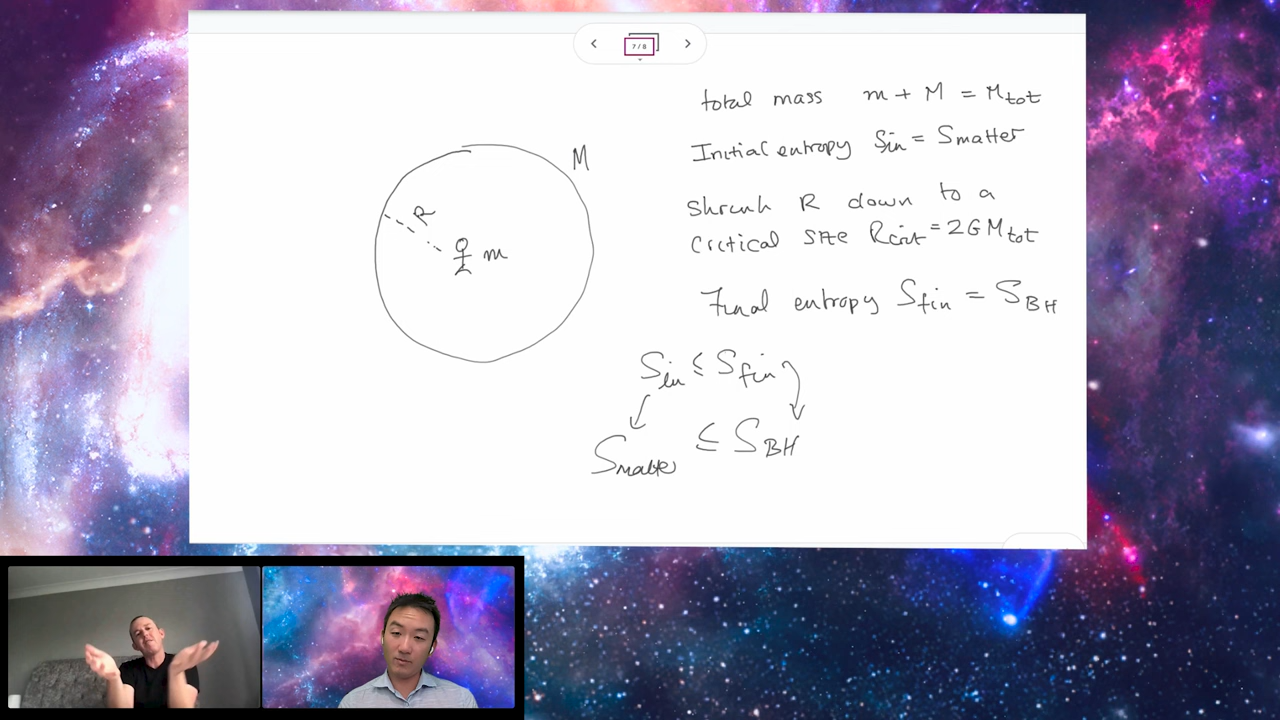 7 / 8
total mass m + M = Mtot
M
Initial entropy Sin = Smatter
R
m
Shrink R down to a
critical size Rcrit = 2GMtot
Final entropy Sfin = SBH
Sin ≤ Sfin
Smatter ≤ SBH